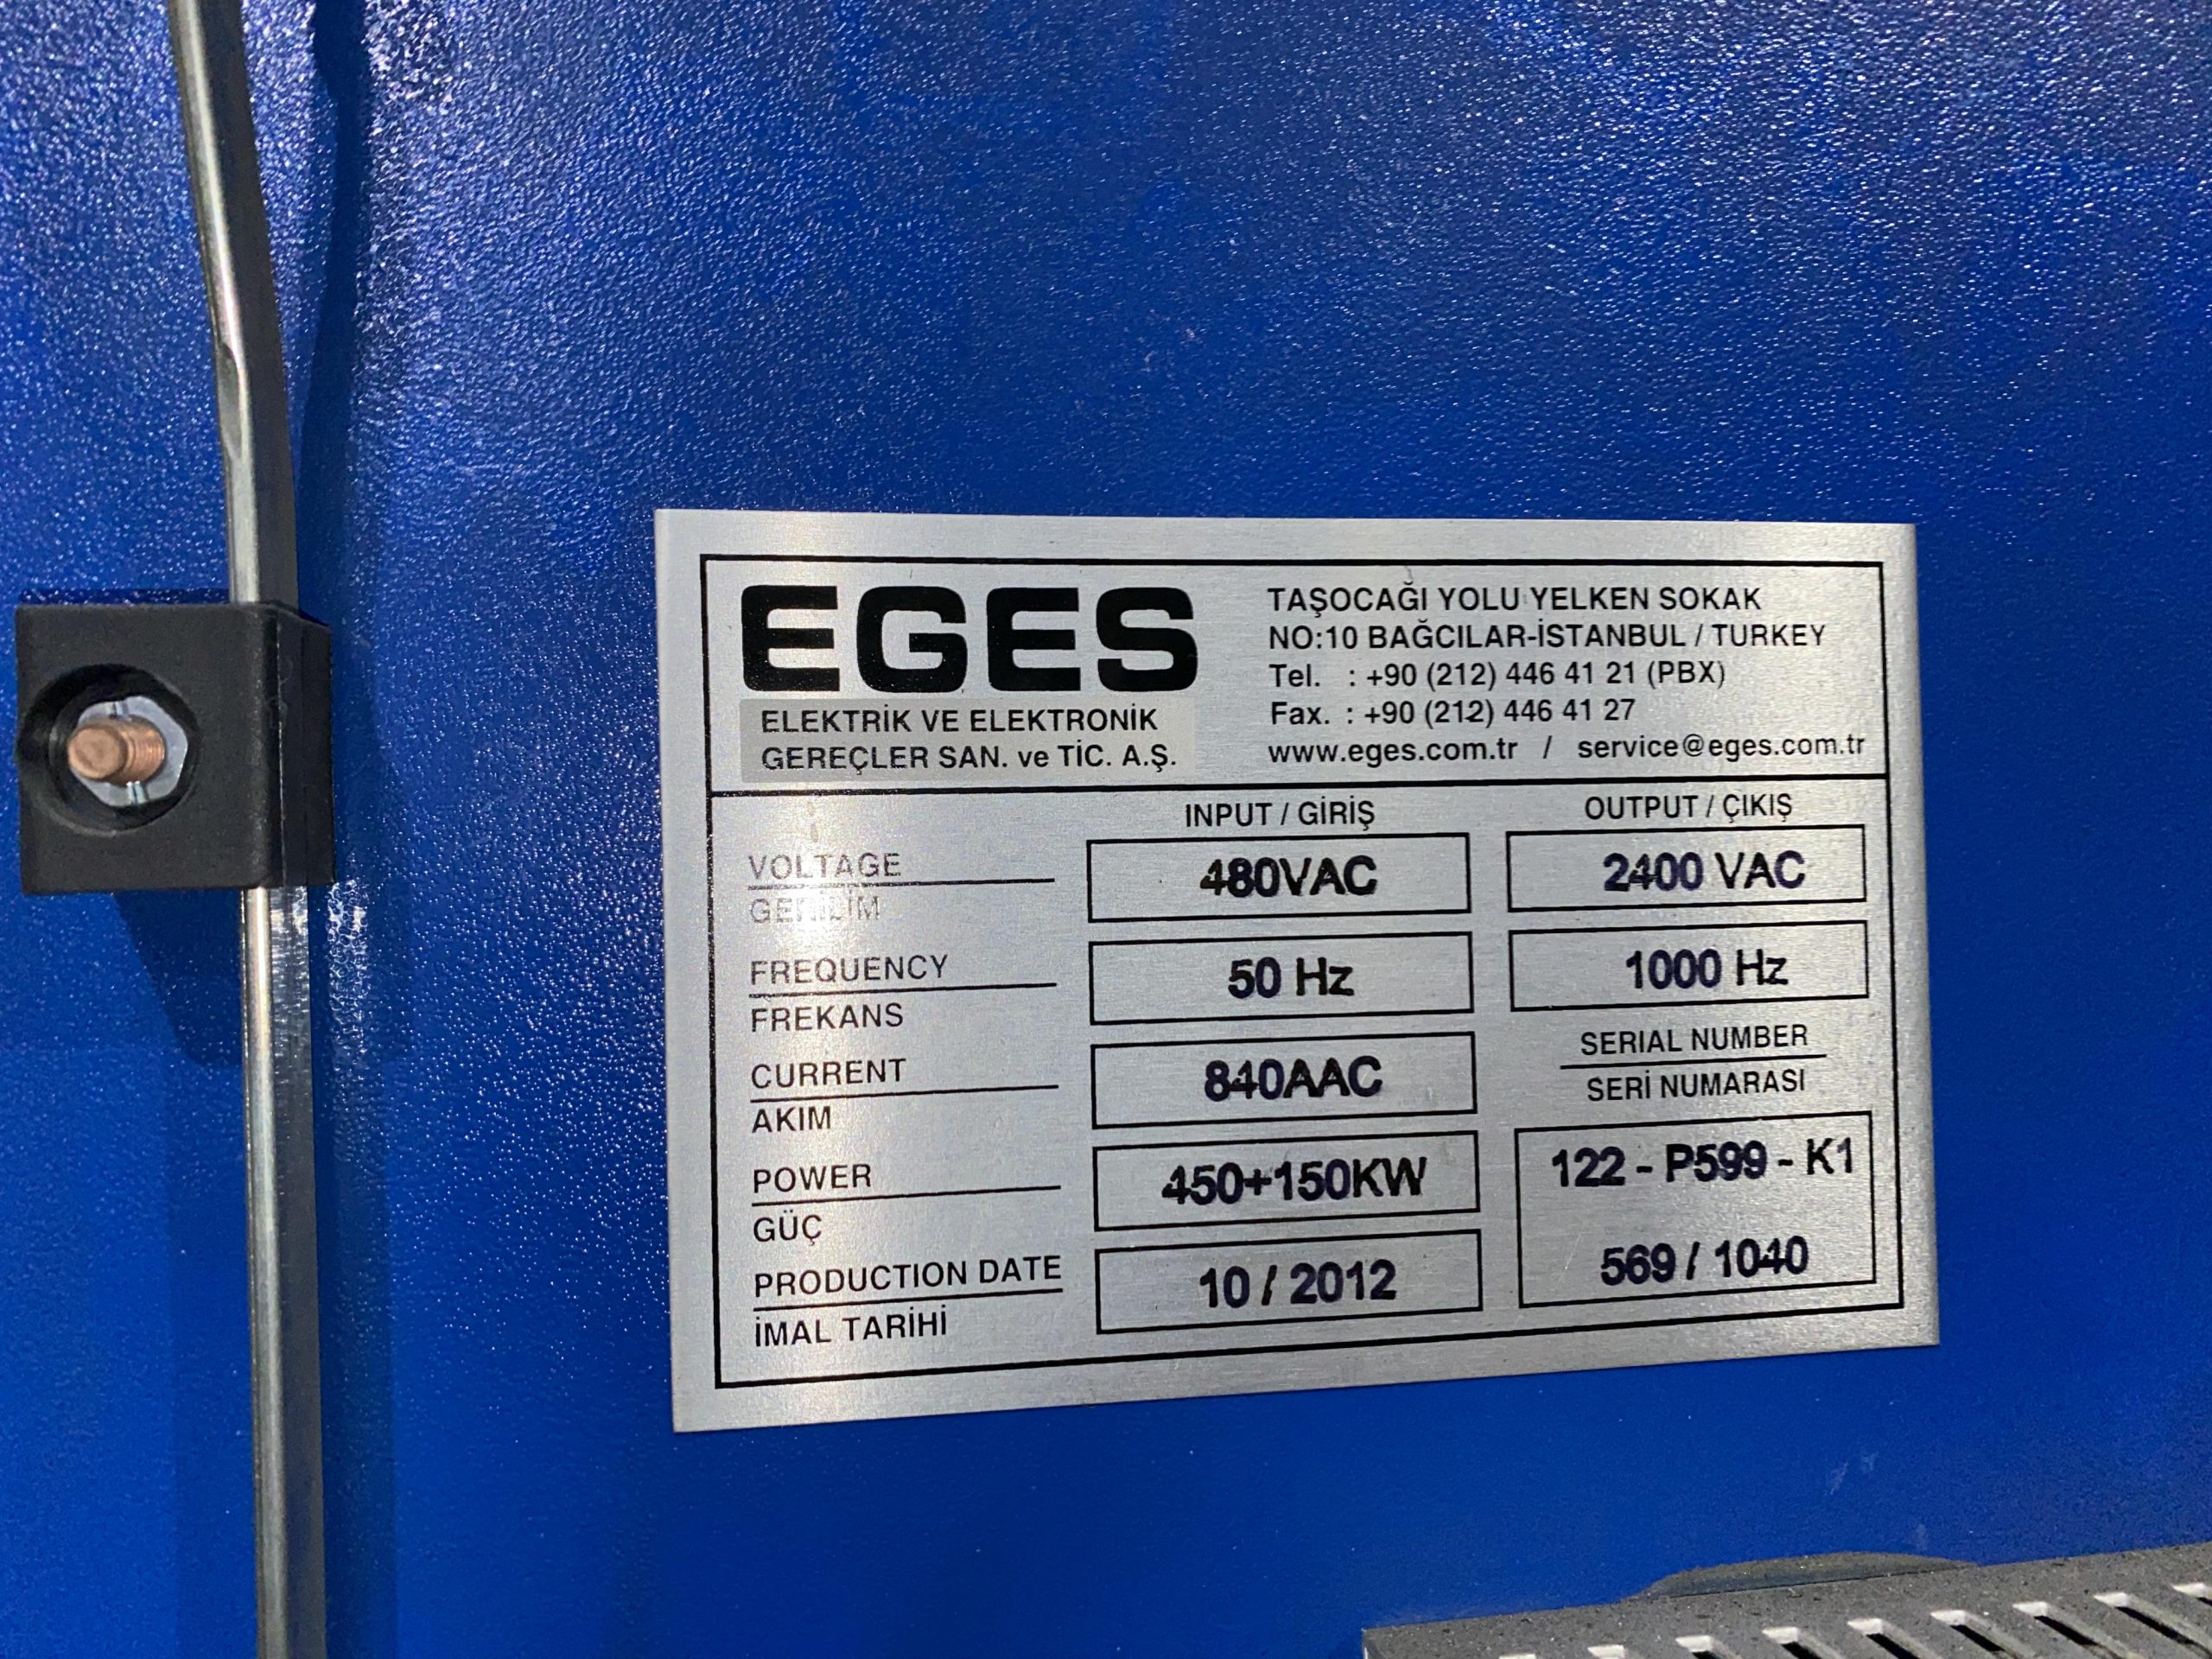 EGES
ELEKTRİK VE ELEKTRONİK
GEREÇLER SAN. ve TİC. A.Ş.
TAŞOCAĞI YOLU YELKEN SOKAK
NO:10 BAĞCILAR-İSTANBUL / TURKEY
Tel. : +90 (212) 446 41 21 (PBX)
Fax. : +90 (212) 446 41 27
www.eges.com.tr / service@eges.com.tr
INPUT / GİRİŞ
OUTPUT / ÇIKIŞ
VOLTAGE
GERİLİM
480VAC
2400 VAC
FREQUENCY
FREKANS
50 Hz
1000 Hz
CURRENT
AKIM
840AAC
SERIAL NUMBER
SERİ NUMARASI
POWER
GÜÇ
450+150KW
122 - P599 - K1
PRODUCTION DATE
İMAL TARİHİ
10 / 2012
569 / 1040